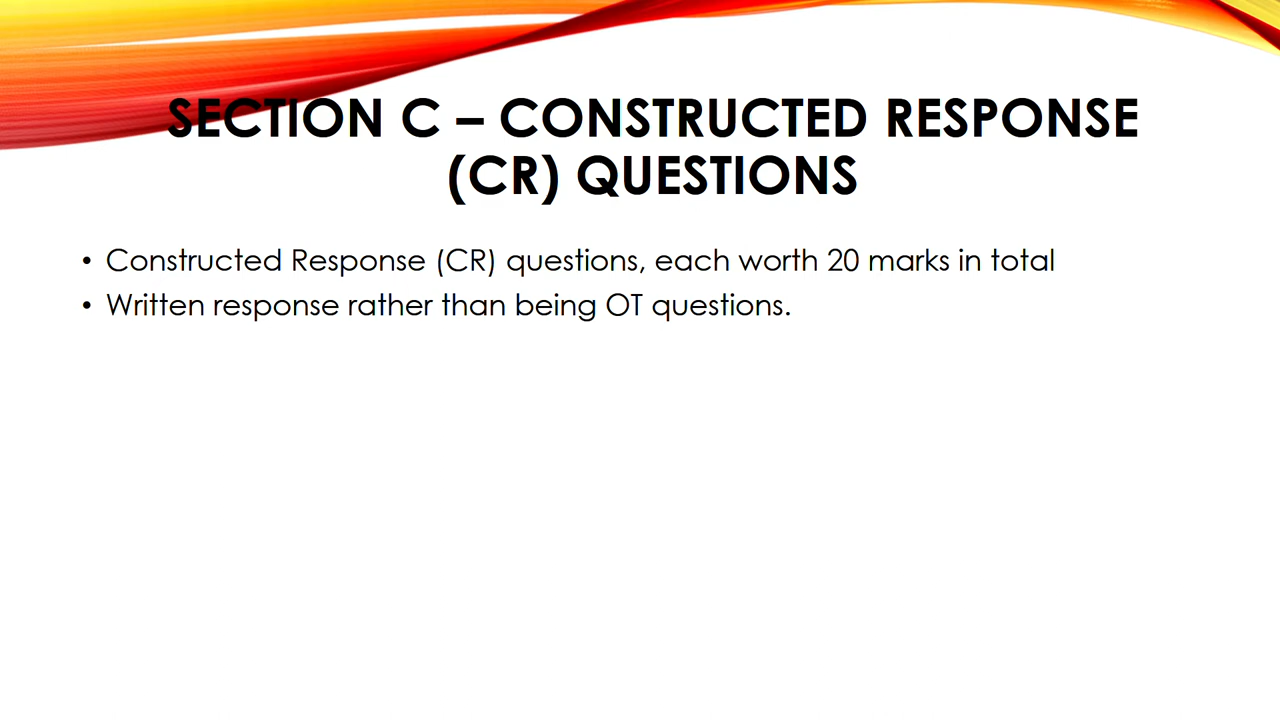 SECTION C – CONSTRUCTED RESPONSE
(CR) QUESTIONS
• Constructed Response (CR) questions, each worth 20 marks in total
• Written response rather than being OT questions.